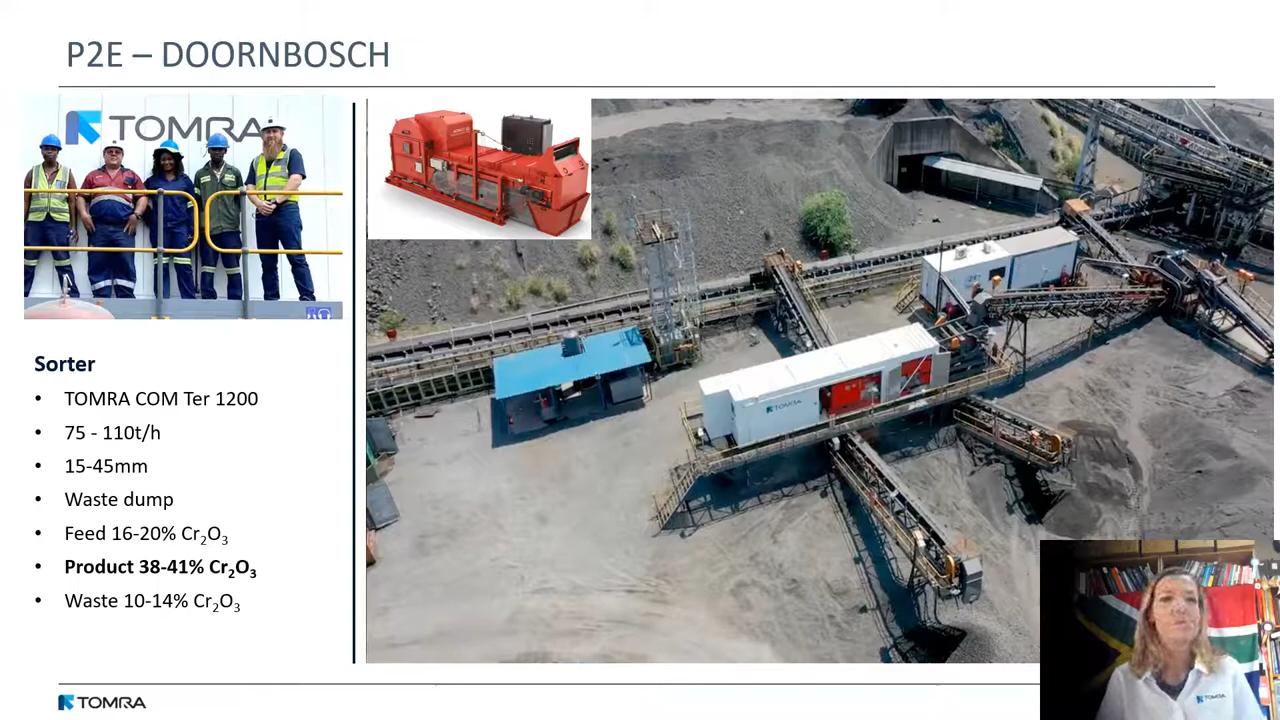 P2E – DOORNBOSCH
TOMRA
TOMRA
Sorter
• TOMRA COM Ter 1200
• 75 - 110t/h
• 15-45mm
• Waste dump
• Feed 16-20% Cr₂O₃
• Product 38-41% Cr₂O₃
• Waste 10-14% Cr₂O₃
TOMRA
TOMRA